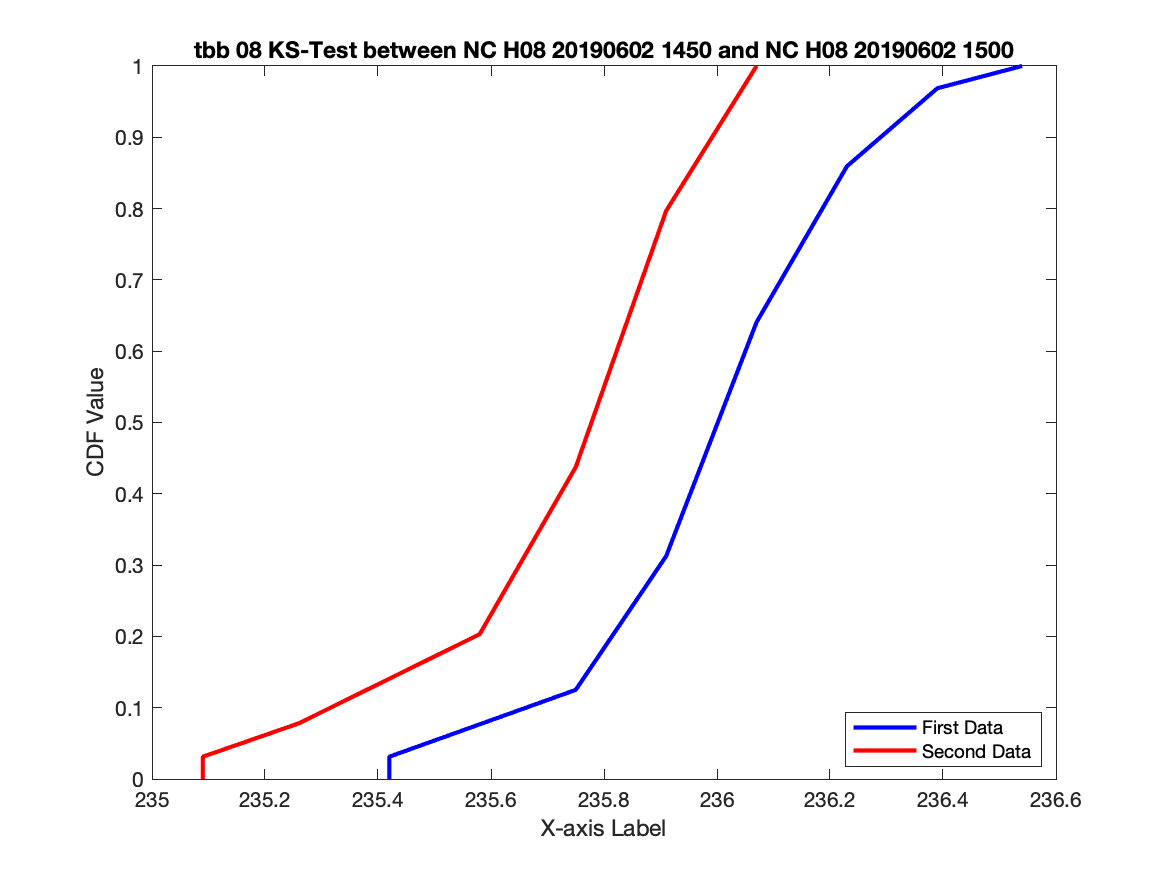 tbb 08 KS-Test between NC H08 20190602 1450 and NC H08 20190602 1500
1
0.9
0.8
0.7
0.6
0.5
0.4
0.3
0.2
0.1
0
CDF Value
235 235.2 235.4 235.6 235.8 236 236.2 236.4 236.6
X-axis Label
First Data
Second Data